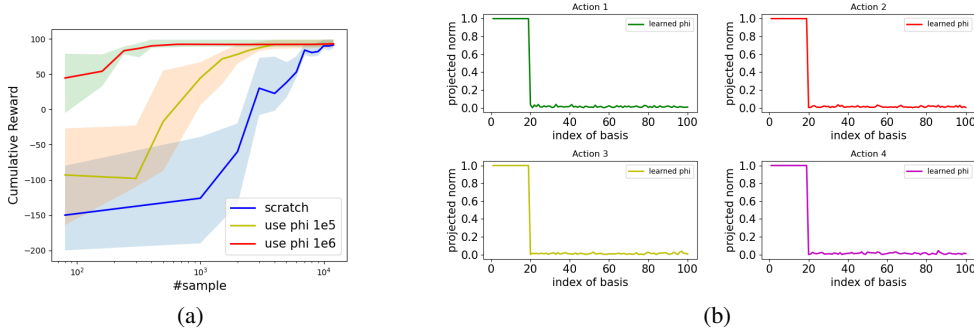 100
50
0
−50
−100
−150
−200
Cumulative Reward
10²
10³
10⁴
#sample
scratch
use phi 1e5
use phi 1e6
(a)
Action 1
learned phi
projected norm
1.0
0.8
0.6
0.4
0.2
0.0
0 20 40 60 80 100
index of basis
Action 2
learned phi
projected norm
1.0
0.8
0.6
0.4
0.2
0.0
0 20 40 60 80 100
index of basis
Action 3
learned phi
projected norm
1.0
0.8
0.6
0.4
0.2
0.0
0 20 40 60 80 100
index of basis
Action 4
learned phi
projected norm
1.0
0.8
0.6
0.4
0.2
0.0
0 20 40 60 80 100
index of basis
(b)